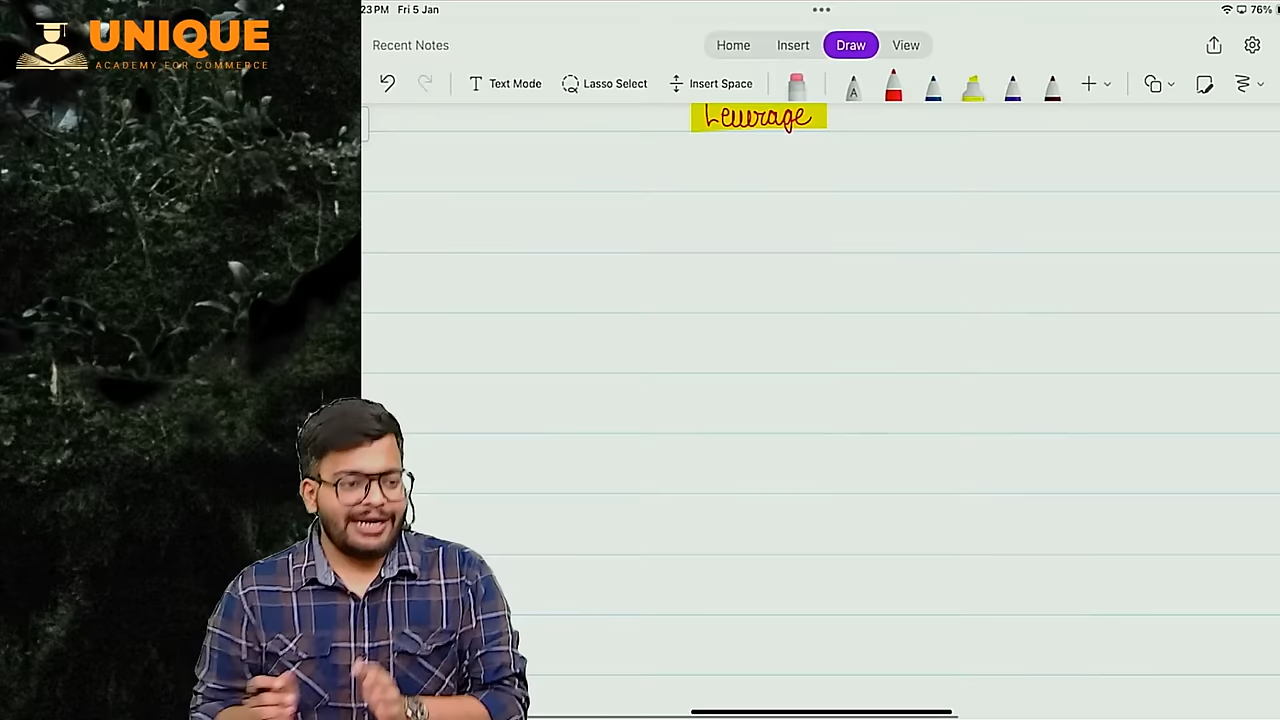 23 PM Fri 5 Jan
76%
UNIQUE
ACADEMY FOR COMMERCE
Recent Notes
Home Insert Draw View
Text Mode Lasso Select Insert Space
A
Leverage